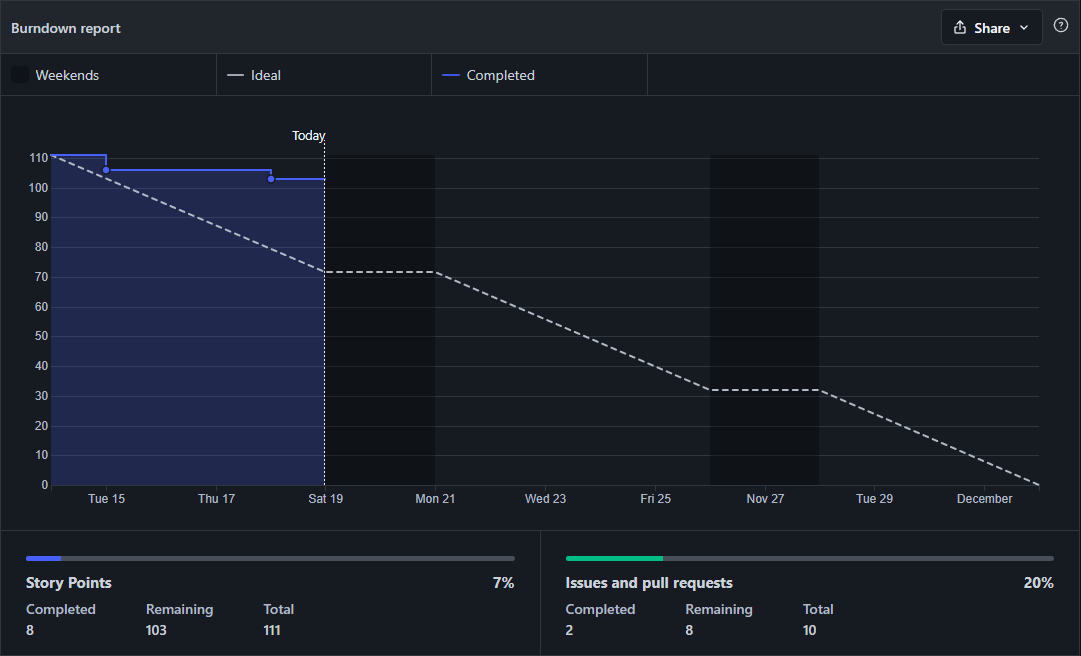 Burndown report
Share
Weekends
Ideal
Completed
Today
110
100
90
80
70
60
50
40
30
20
10
0
Tue 15 Thu 17 Sat 19 Mon 21 Wed 23 Fri 25 Nov 27 Tue 29 December
Story Points 7%
Completed Remaining Total
8 103 111
Issues and pull requests 20%
Completed Remaining Total
2 8 10